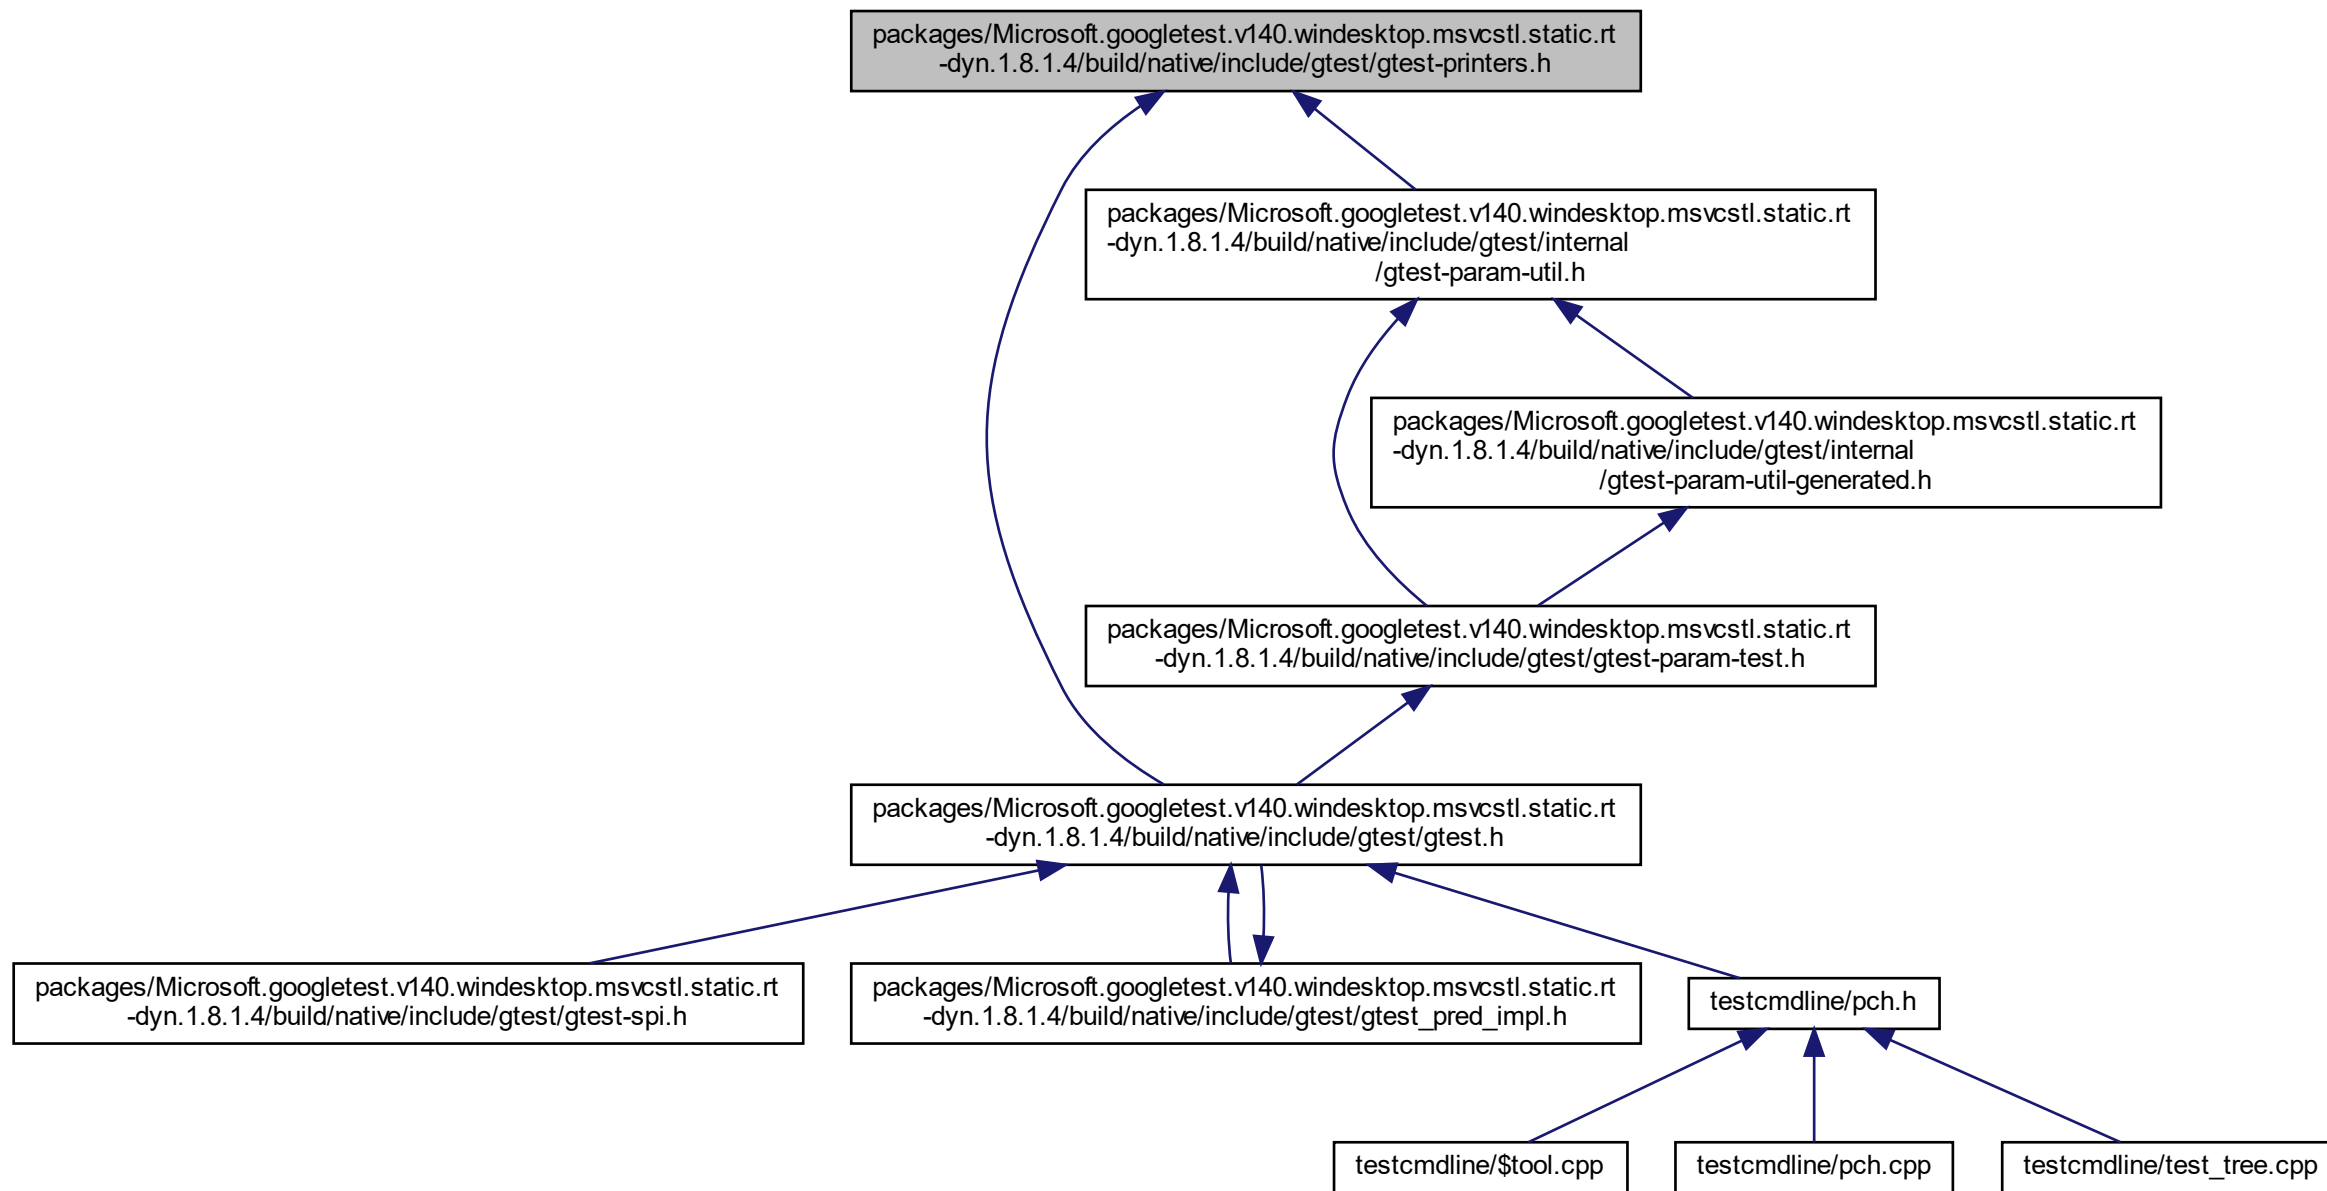 packages/Microsoft.googletest.v140.windesktop.msvcstl.static.rt
-dyn.1.8.1.4/build/native/include/gtest/gtest-printers.h
packages/Microsoft.googletest.v140.windesktop.msvcstl.static.rt
-dyn.1.8.1.4/build/native/include/gtest/internal
/gtest-param-util.h
packages/Microsoft.googletest.v140.windesktop.msvcstl.static.rt
-dyn.1.8.1.4/build/native/include/gtest/internal
/gtest-param-util-generated.h
packages/Microsoft.googletest.v140.windesktop.msvcstl.static.rt
-dyn.1.8.1.4/build/native/include/gtest/gtest-param-test.h
packages/Microsoft.googletest.v140.windesktop.msvcstl.static.rt
-dyn.1.8.1.4/build/native/include/gtest/gtest.h
packages/Microsoft.googletest.v140.windesktop.msvcstl.static.rt
-dyn.1.8.1.4/build/native/include/gtest/gtest-spi.h
packages/Microsoft.googletest.v140.windesktop.msvcstl.static.rt
-dyn.1.8.1.4/build/native/include/gtest/gtest_pred_impl.h
testcmdline/pch.h
testcmdline/$tool.cpp
testcmdline/pch.cpp
testcmdline/test_tree.cpp